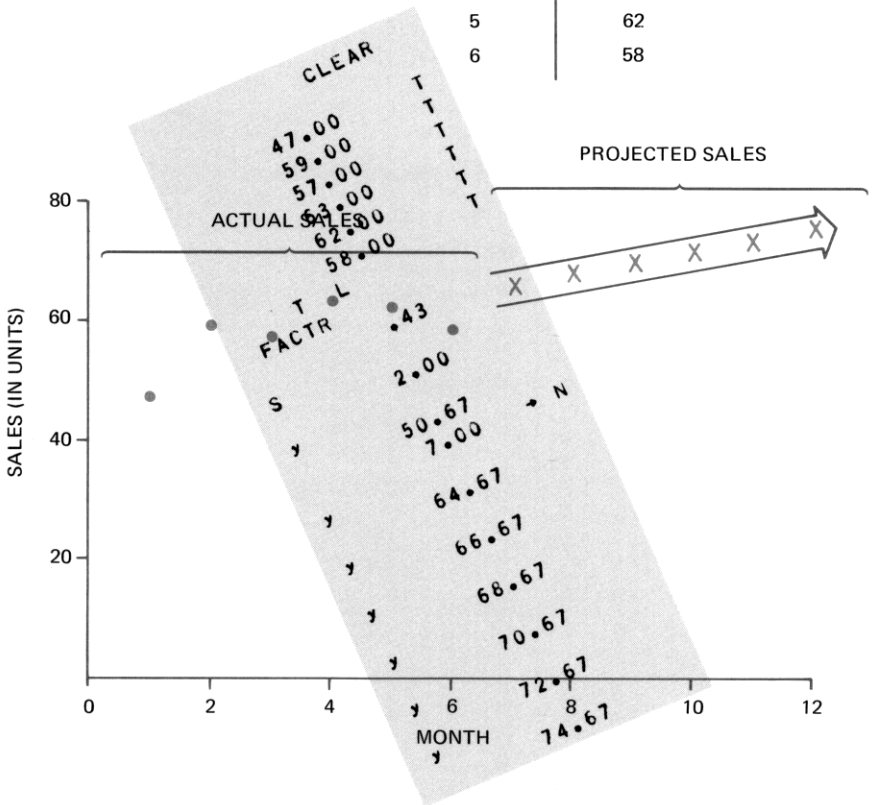 5 62
6 58
CLEAR
T
T
T
T
T
T
47.00
59.00
57.00
63.00
62.00
58.00
T L
FACTR
.43
2.00
S 50.67
7.00 → N
y 64.67
y 66.67
y 68.67
y 70.67
y 72.67
y 74.67
y
PROJECTED SALES
ACTUAL SALES
X X X X X X
80
60
40
20
0 2 4 6 8 10 12
SALES (IN UNITS)
MONTH